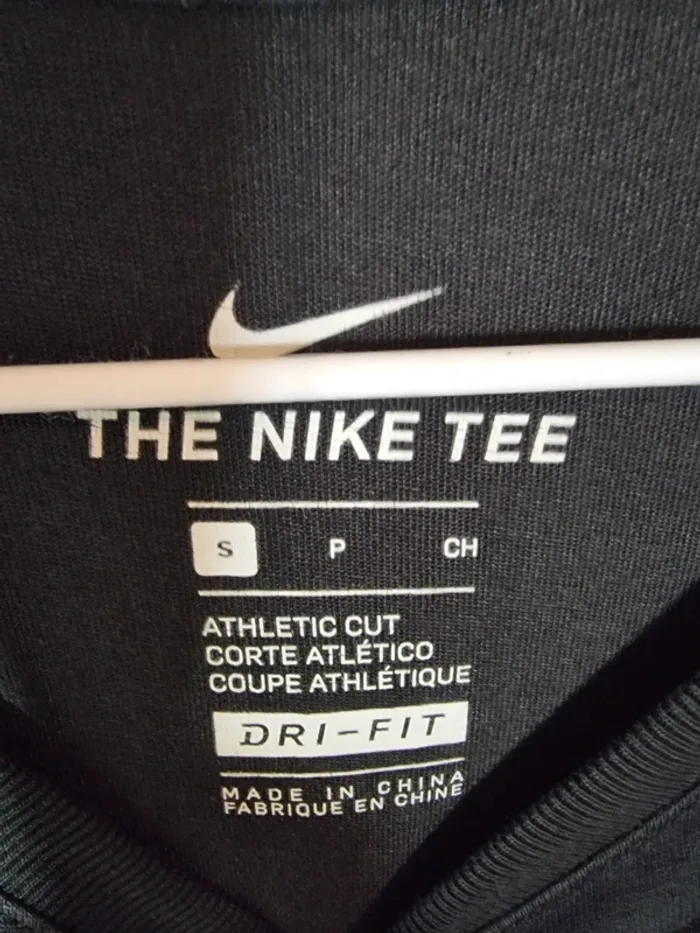 THE NIKE TEE
S P CH
ATHLETIC CUT
CORTE ATLÉTICO
COUPE ATHLÉTIQUE
DRI-FIT
MADE IN CHINA
FABRIQUE EN CHINE